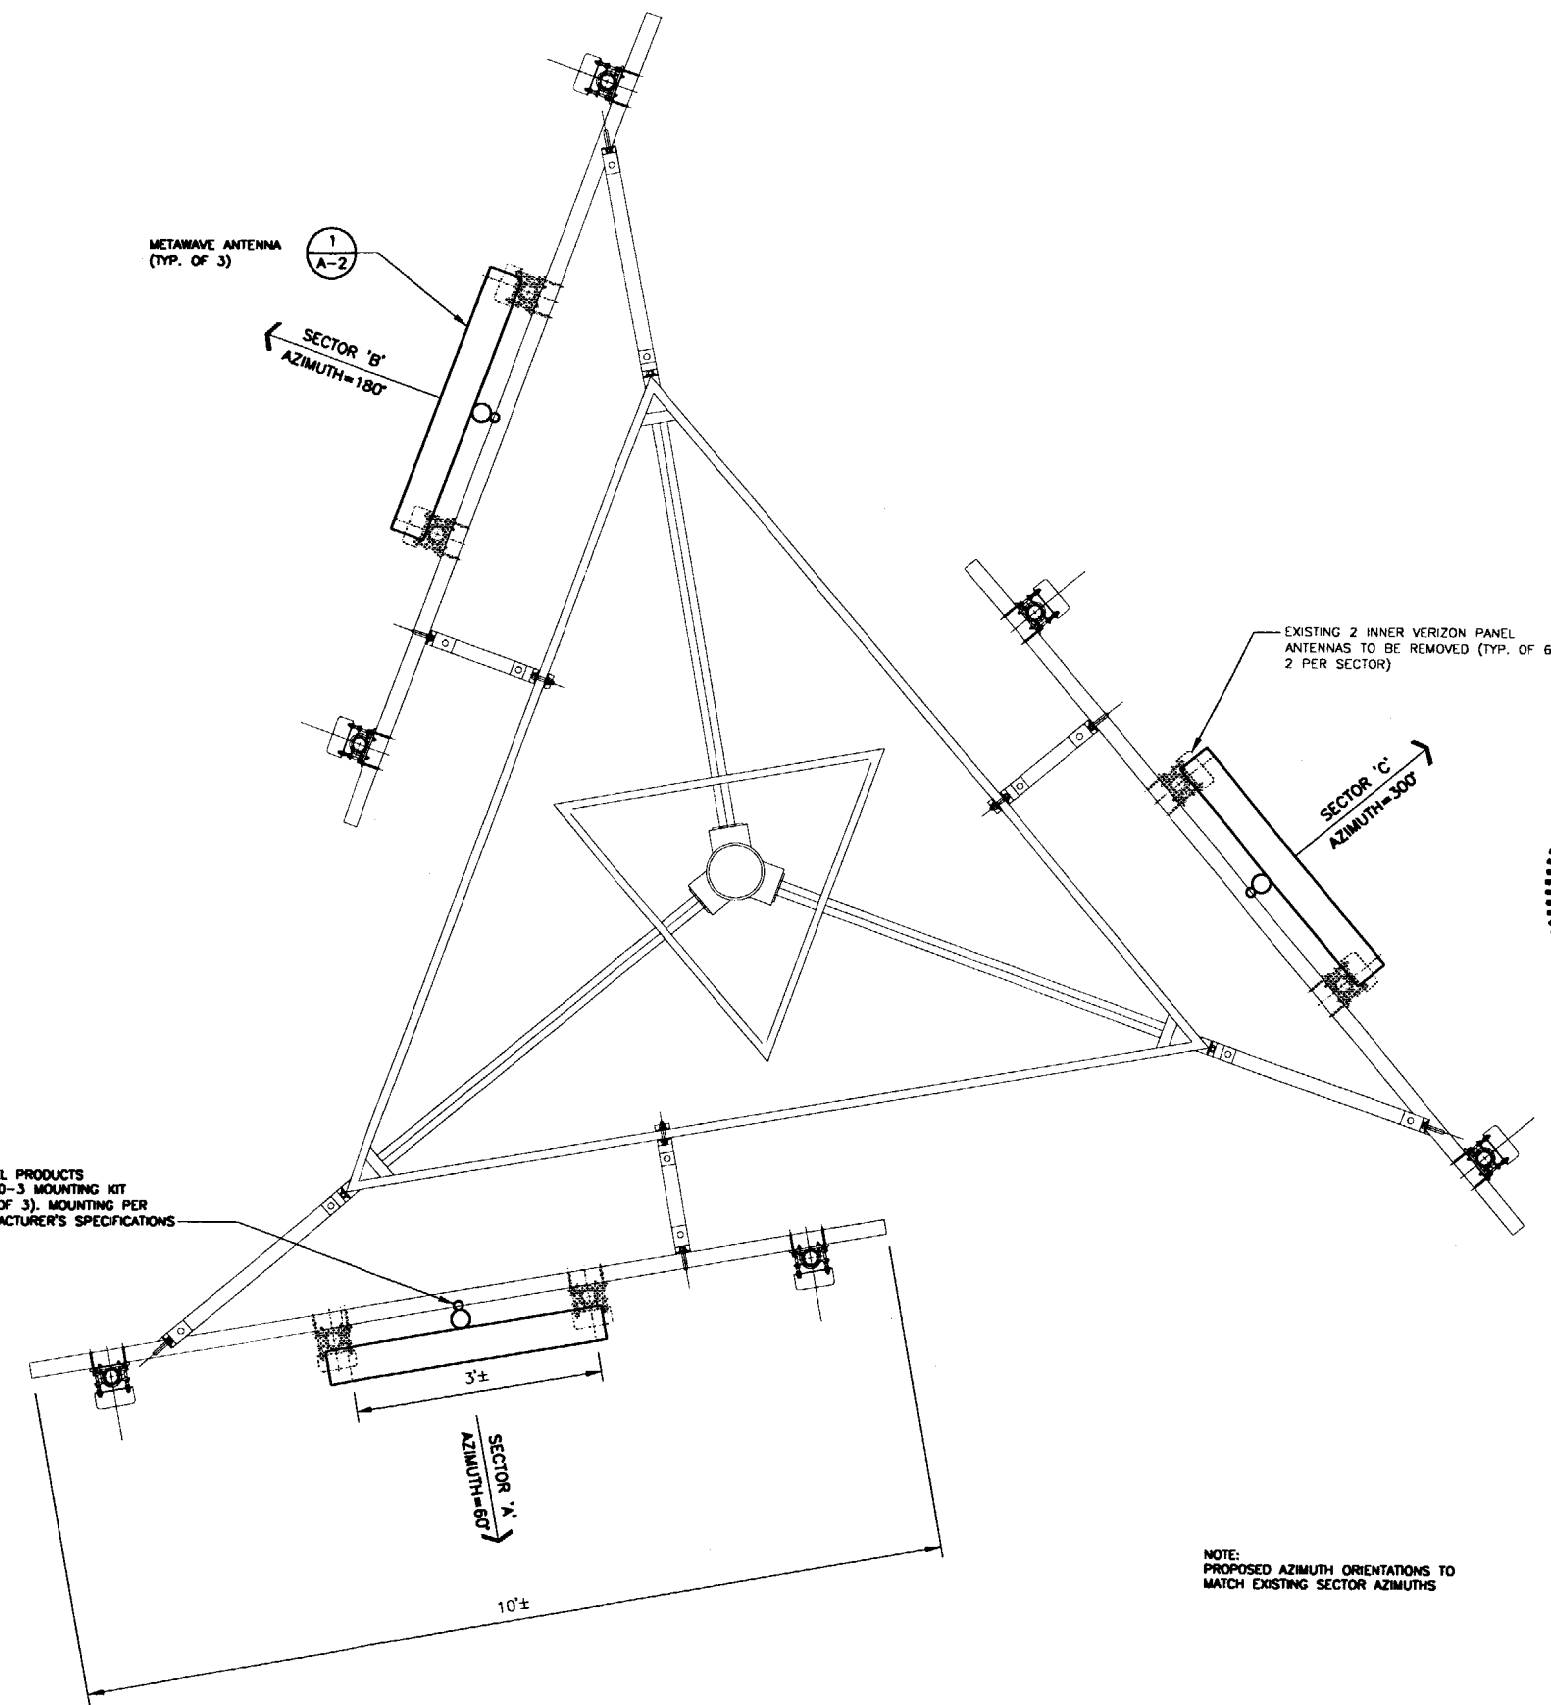 METAWAVE ANTENNA
(TYP. OF 3)
1
A-2
SECTOR 'B'
AZIMUTH=180°
EXISTING 2 INNER VERIZON PANEL
ANTENNAS TO BE REMOVED (TYP. OF 6
2 PER SECTOR)
SECTOR 'C'
AZIMUTH=300°
L PRODUCTS
0-3 MOUNTING KIT
OF 3). MOUNTING PER
ACTURER'S SPECIFICATIONS
3'±
SECTOR 'A'
AZIMUTH=60°
10'±
NOTE:
PROPOSED AZIMUTH ORIENTATIONS TO
MATCH EXISTING SECTOR AZIMUTHS